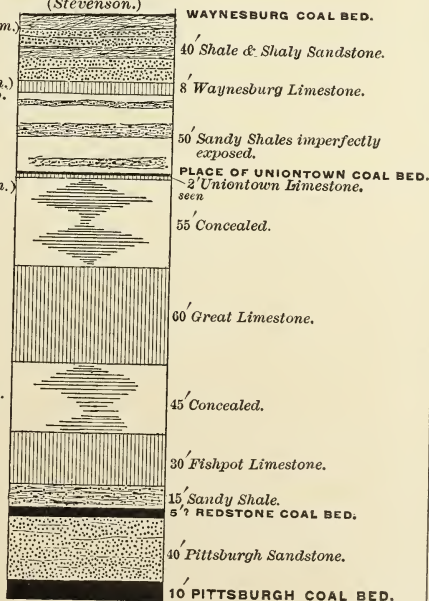 (Stevenson.)
WAYNESBURG COAL BED.
m.)
40' Shale & Shaly Sandstone.
n.)
8' Waynesburg Limestone.
50' Sandy Shales imperfectly
exposed.
PLACE OF UNIONTOWN COAL BED.
n.)
2' Uniontown Limestone.
seen
55' Concealed.
60' Great Limestone.
45' Concealed.
30' Fishpot Limestone.
15' Sandy Shale.
5'? REDSTONE COAL BED.
40' Pittsburgh Sandstone.
10' PITTSBURGH COAL BED.